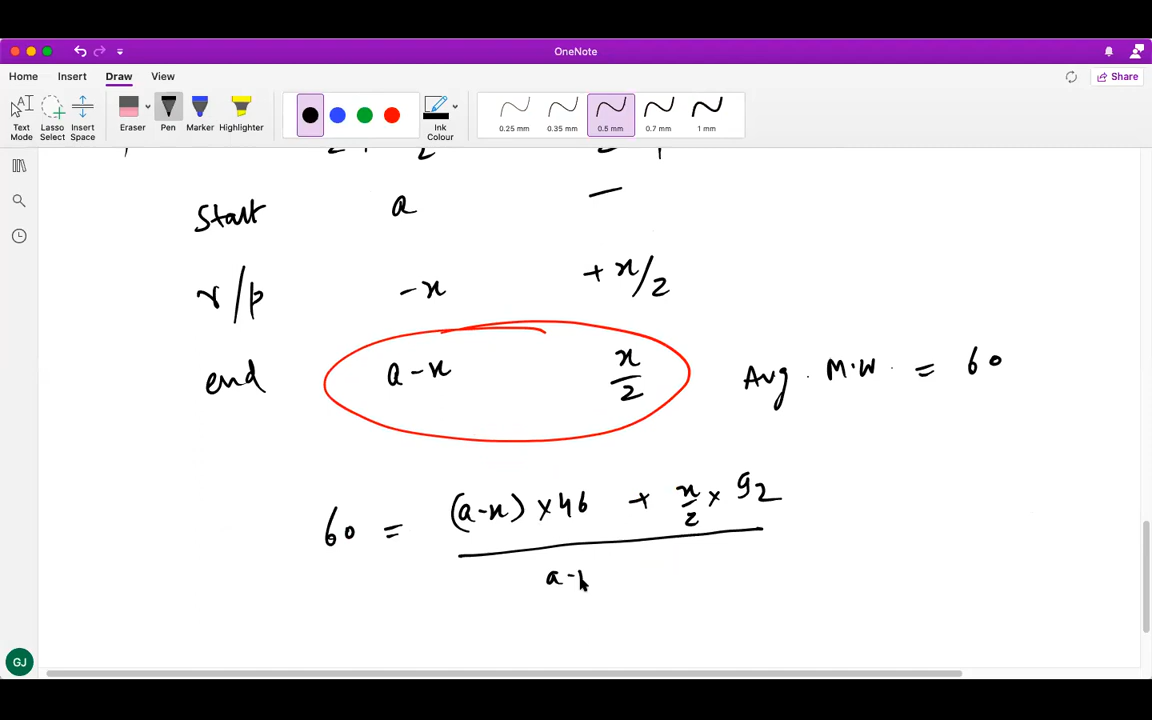 OneNote
Home Insert Draw View
Share
Text Mode
Lasso Select
Insert Space
Eraser
Pen
Marker
Highlighter
Ink Colour
0.25 mm
0.35 mm
0.5 mm
0.7 mm
1 mm
Start a —
r/p -x +x/2
end a-x x/2 Avg. M.W. = 60
60 = (a-x) × 46 + x/2 × 92
a-
GJ